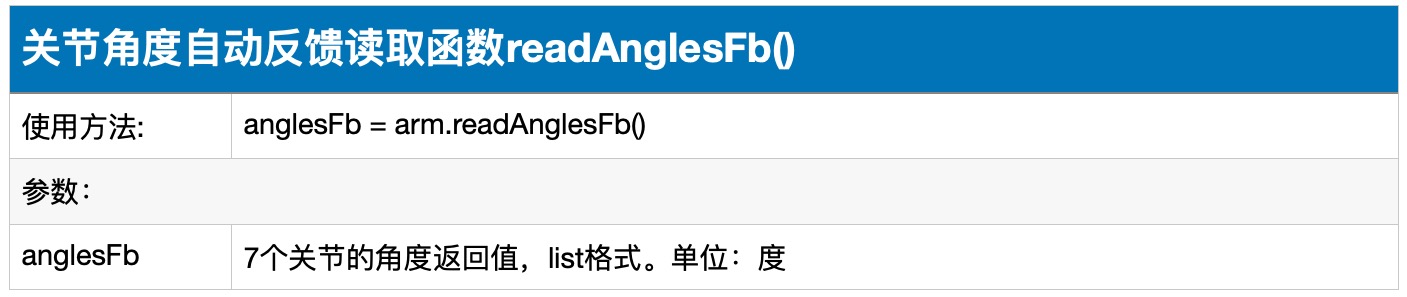 关节角度自动反馈读取函数readAnglesFb()
使用方法:
anglesFb = arm.readAnglesFb()
参数：
anglesFb
7个关节的角度返回值，list格式。单位：度